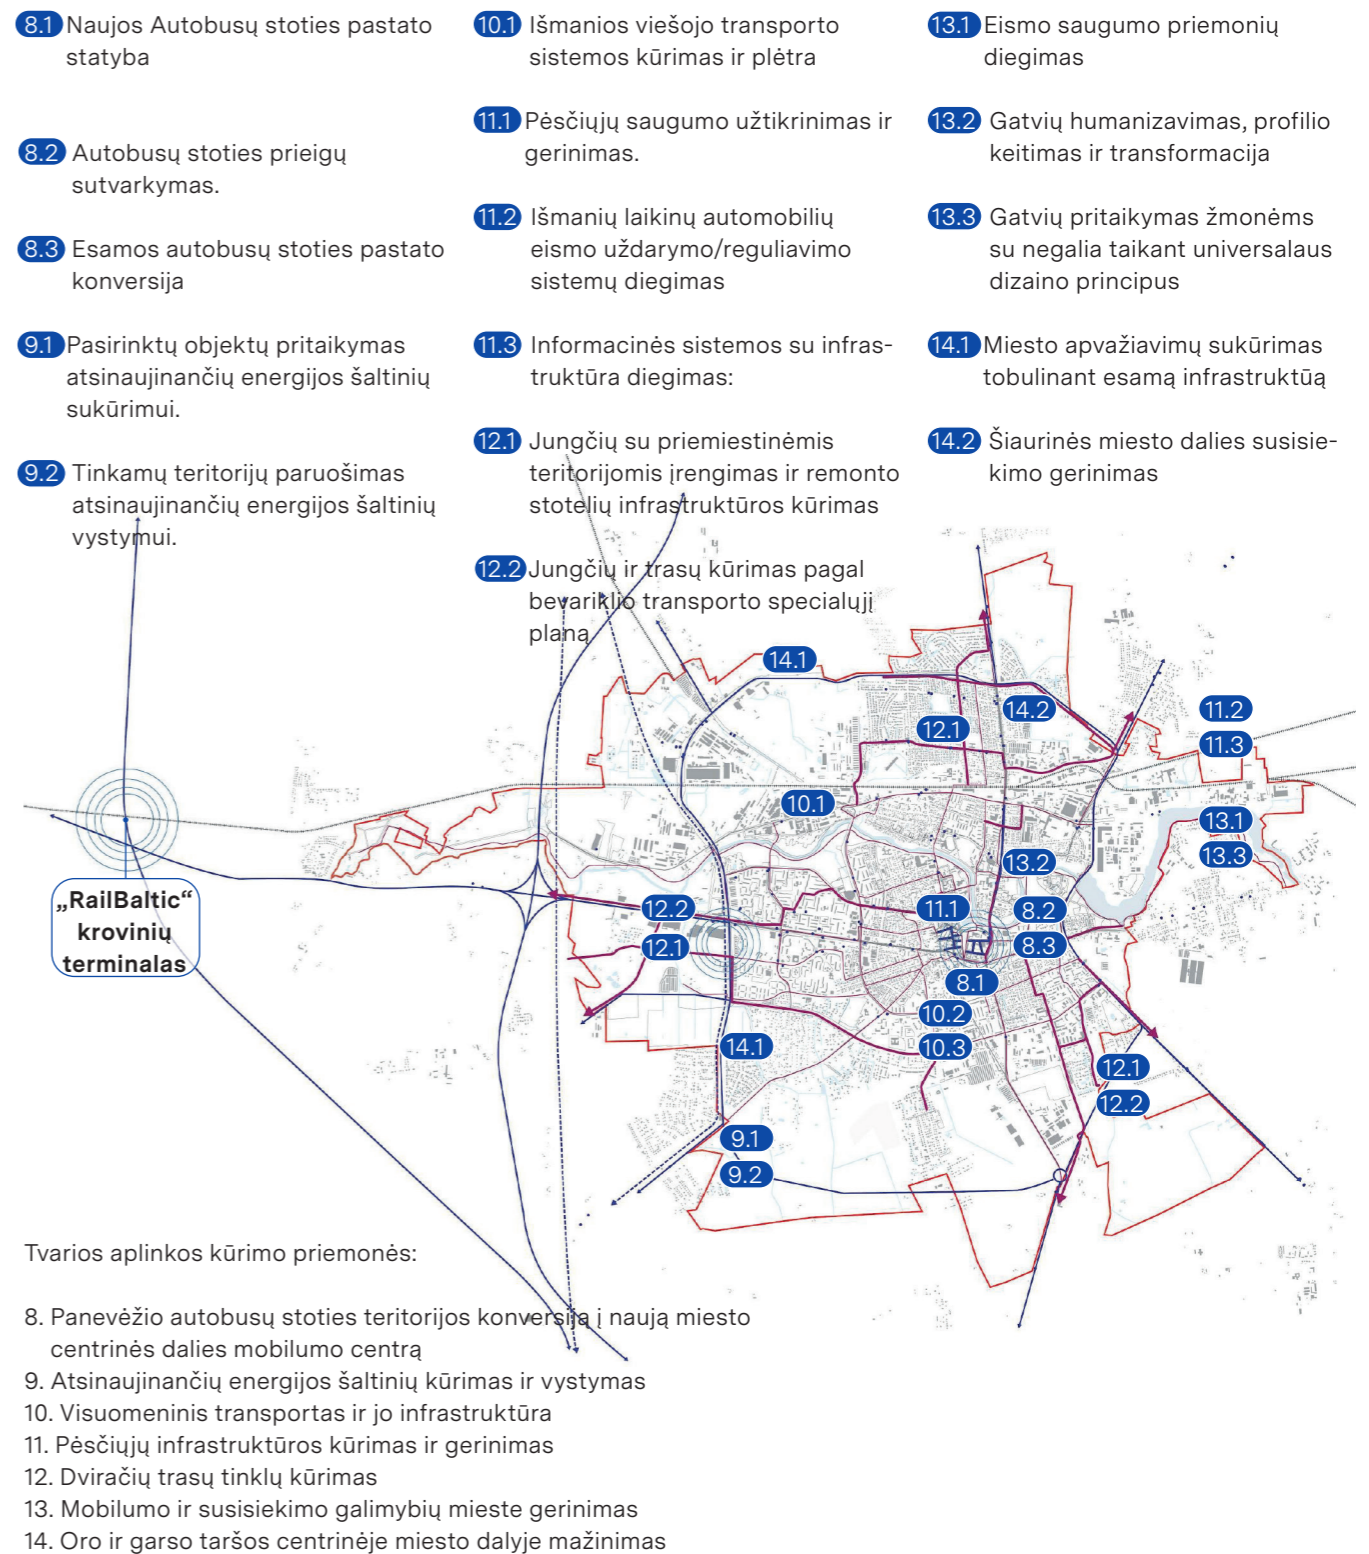 8.1 Naujos Autobusų stoties pastato
statyba
8.2 Autobusų stoties prieigų
sutvarkymas.
8.3 Esamos autobusų stoties pastato
konversija
9.1 Pasirinktų objektų pritaikymas
atsinaujinančių energijos šaltinių
sukūrimui.
9.2 Tinkamų teritorijų paruošimas
atsinaujinančių energijos šaltinių
vystymui.
10.1 Išmanios viešojo transporto
sistemos kūrimas ir plėtra
11.1 Pėsčiųjų saugumo užtikrinimas ir
gerinimas.
11.2 Išmanių laikinų automobilių
eismo uždarymo/reguliavimo
sistemų diegimas
11.3 Informacinės sistemos su infras-
truktūra diegimas:
12.1 Jungčių su priemiestinėmis
teritorijomis įrengimas ir remonto
stotelių infrastruktūros kūrimas
12.2 Jungčių ir trasų kūrimas pagal
bevariklio transporto specialųjį
planą
13.1 Eismo saugumo priemonių
diegimas
13.2 Gatvių humanizavimas, profilio
keitimas ir transformacija
13.3 Gatvių pritaikymas žmonėms
su negalia taikant universalaus
dizaino principus
14.1 Miesto apvažiavimų sukūrimas
tobulinant esamą infrastruktūą
14.2 Šiaurinės miesto dalies susisie-
kimo gerinimas
14.1
14.2
11.2
12.1
11.3
10.1
13.1
13.3
13.2
„RailBaltic“
krovinių
terminalas
12.2
11.1
8.2
12.1
8.3
8.1
10.2
14.1
10.3
12.1
12.2
9.1
9.2
Tvarios aplinkos kūrimo priemonės:
8. Panevėžio autobusų stoties teritorijos konversiją į naują miesto
centrinės dalies mobilumo centrą
9. Atsinaujinančių energijos šaltinių kūrimas ir vystymas
10. Visuomeninis transportas ir jo infrastruktūra
11. Pėsčiųjų infrastruktūros kūrimas ir gerinimas
12. Dviračių trasų tinklų kūrimas
13. Mobilumo ir susisiekimo galimybių mieste gerinimas
14. Oro ir garso taršos centrinėje miesto dalyje mažinimas